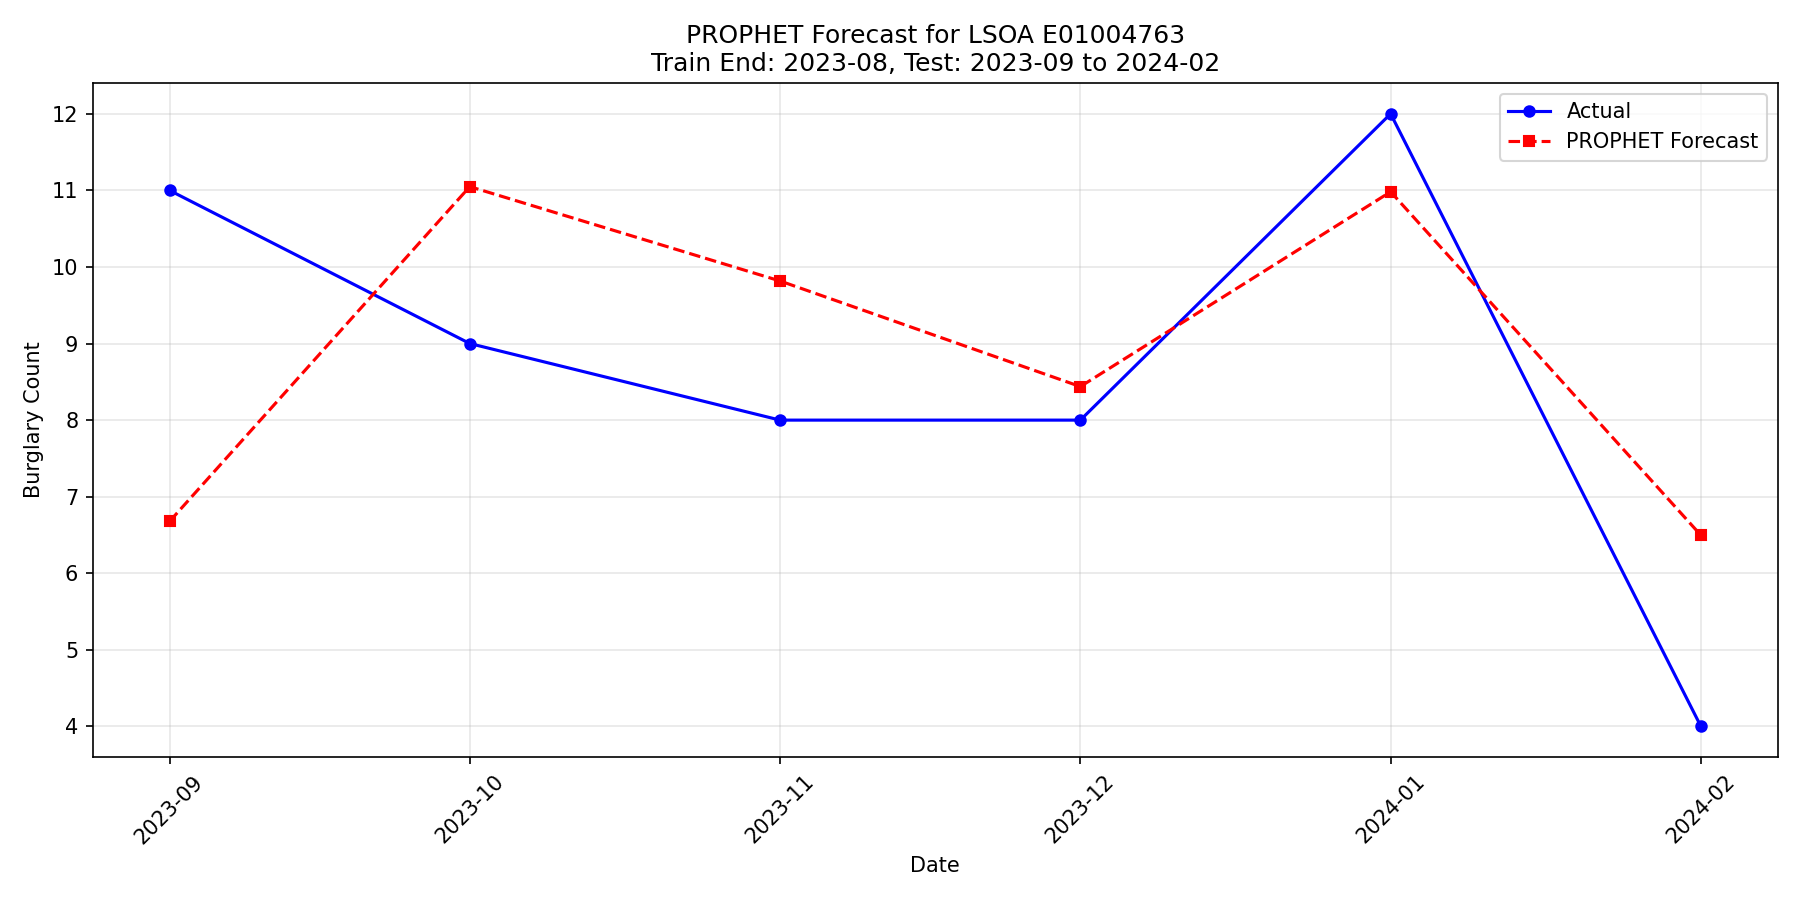 PROPHET Forecast for LSOA E01004763
Train End: 2023-08, Test: 2023-09 to 2024-02
Actual
PROPHET Forecast
Burglary Count
12
11
10
9
8
7
6
5
4
2023-09
2023-10
2023-11
2023-12
2024-01
2024-02
Date